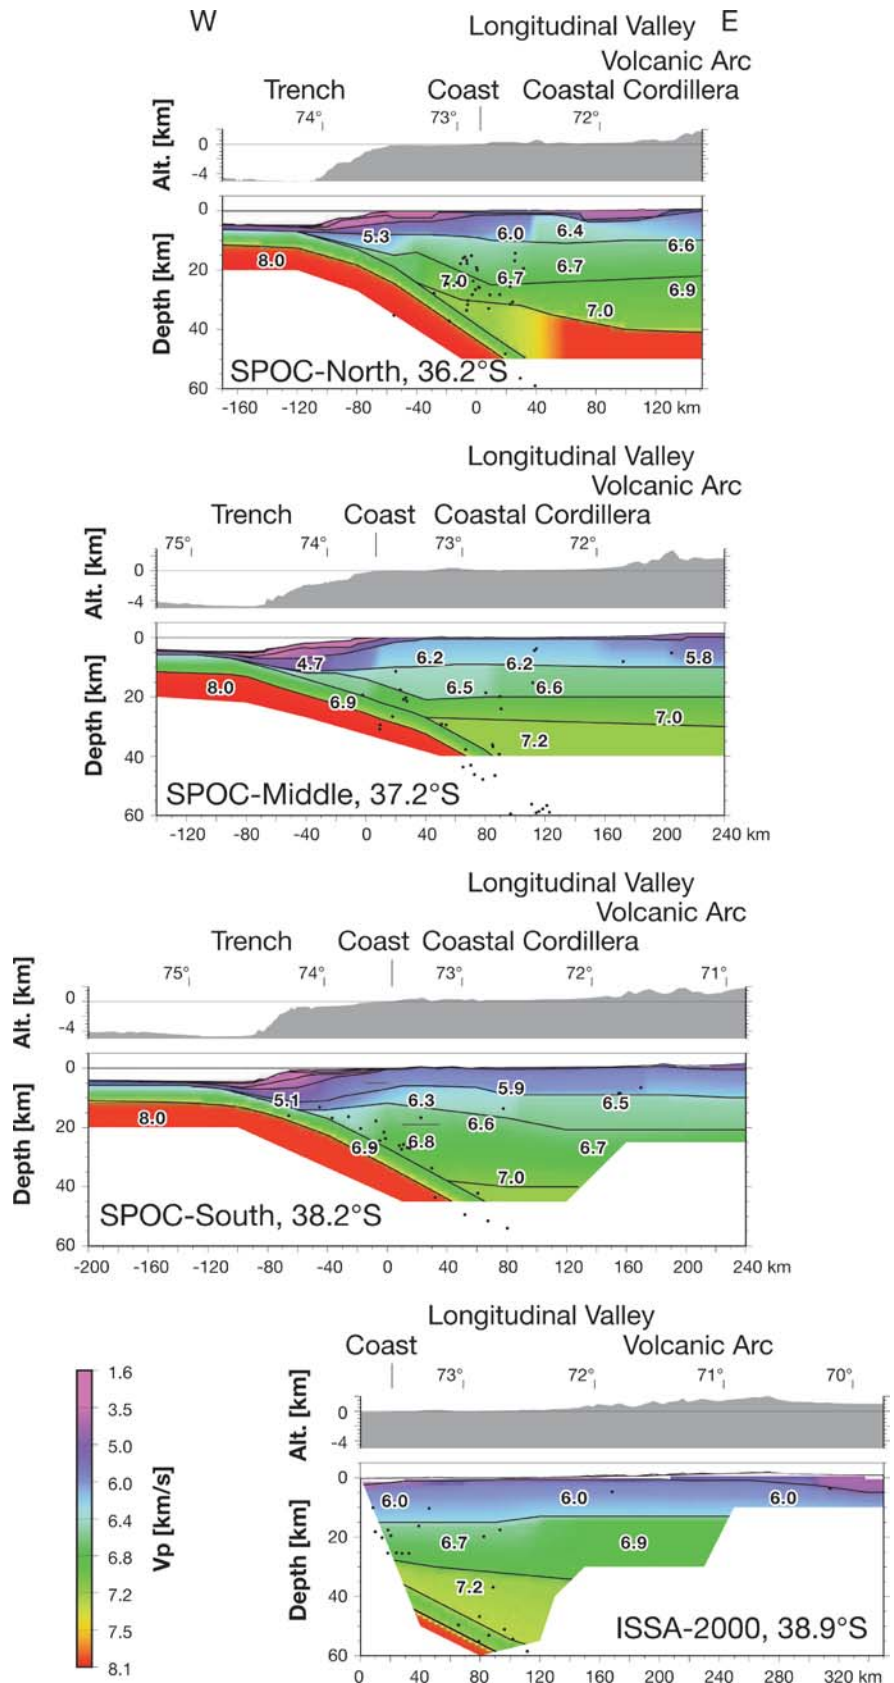 W Longitudinal Valley E
Volcanic Arc
Trench Coast Coastal Cordillera
74° 73° 72°
Alt. [km]
0
-4
Depth [km]
0
20
40
60
5.3 6.0 6.4 6.6
8.0 7.0 6.7 6.7 6.9
7.0
SPOC-North, 36.2°S
-160 -120 -80 -40 0 40 80 120 km
Longitudinal Valley
Volcanic Arc
Trench Coast Coastal Cordillera
75° 74° 73° 72°
Alt. [km]
0
-4
Depth [km]
0
20
40
60
4.7 6.2 6.2 5.8
8.0 6.9 6.5 6.6 7.0
7.2
SPOC-Middle, 37.2°S
-120 -80 -40 0 40 80 120 160 200 240 km
Longitudinal Valley
Volcanic Arc
Trench Coast Coastal Cordillera
75° 74° 73° 72° 71°
Alt. [km]
0
-4
Depth [km]
0
20
40
60
5.1 6.3 5.9 6.5
8.0 6.9 6.8 6.6 6.7
7.0
SPOC-South, 38.2°S
-200 -160 -120 -80 -40 0 40 80 120 160 200 240 km
Longitudinal Valley
Coast Volcanic Arc
73° 72° 71° 70°
Alt. [km]
0
-4
Depth [km]
0
20
40
60
6.0 6.0 6.0
6.7 6.9
7.2
ISSA-2000, 38.9°S
0 40 80 120 160 200 240 280 320 km
Vp [km/s]
1.6
3.5
5.0
6.0
6.4
6.8
7.2
7.5
8.1